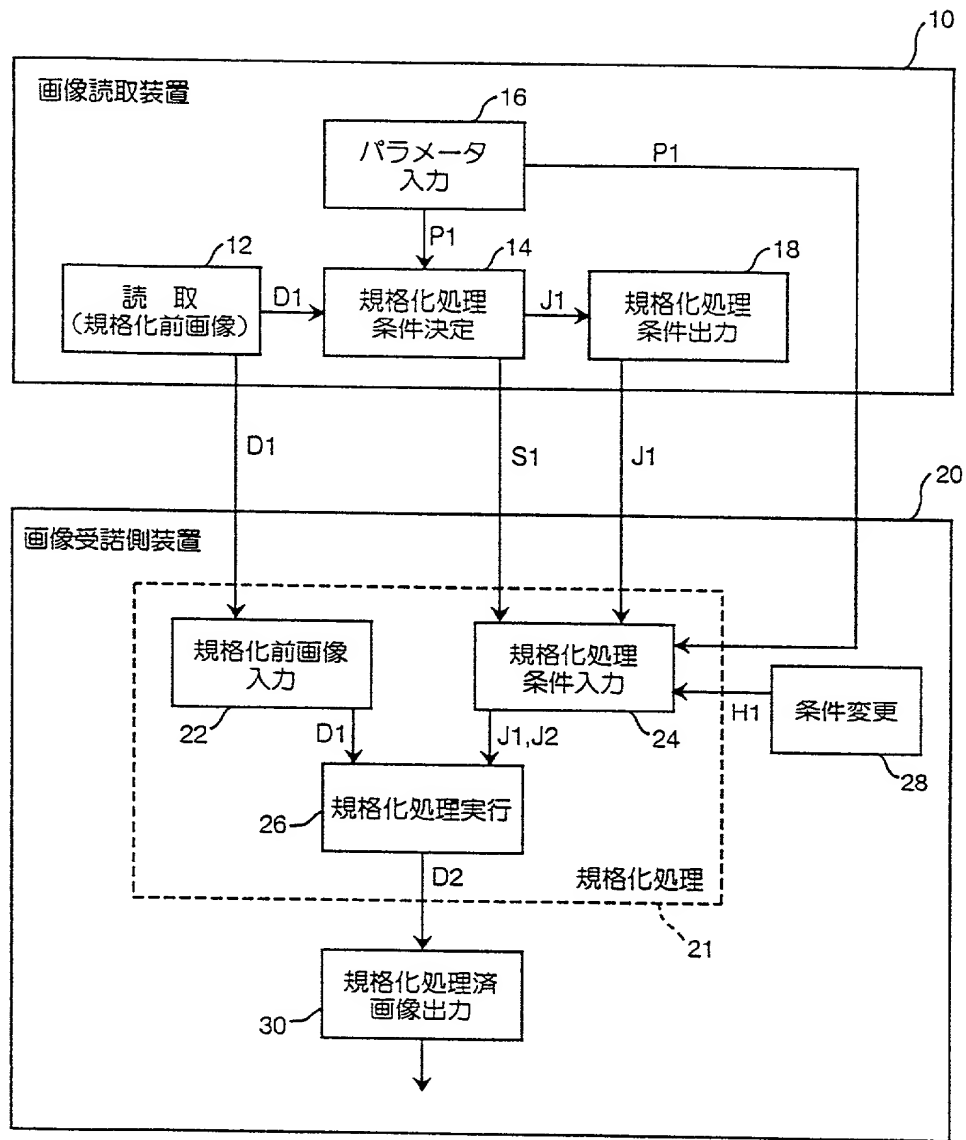 10
画像読取装置
16
パラメータ
入力
P1
P1
12
14
18
読 取
(規格化前画像)
D1
規格化処理
条件決定
J1
規格化処理
条件出力
D1
S1
J1
20
画像受諾側装置
規格化前画像
入力
規格化処理
条件入力
22
D1
J1,J2
24
H1
条件変更
28
26
規格化処理実行
D2
規格化処理
21
規格化処理済
画像出力
30